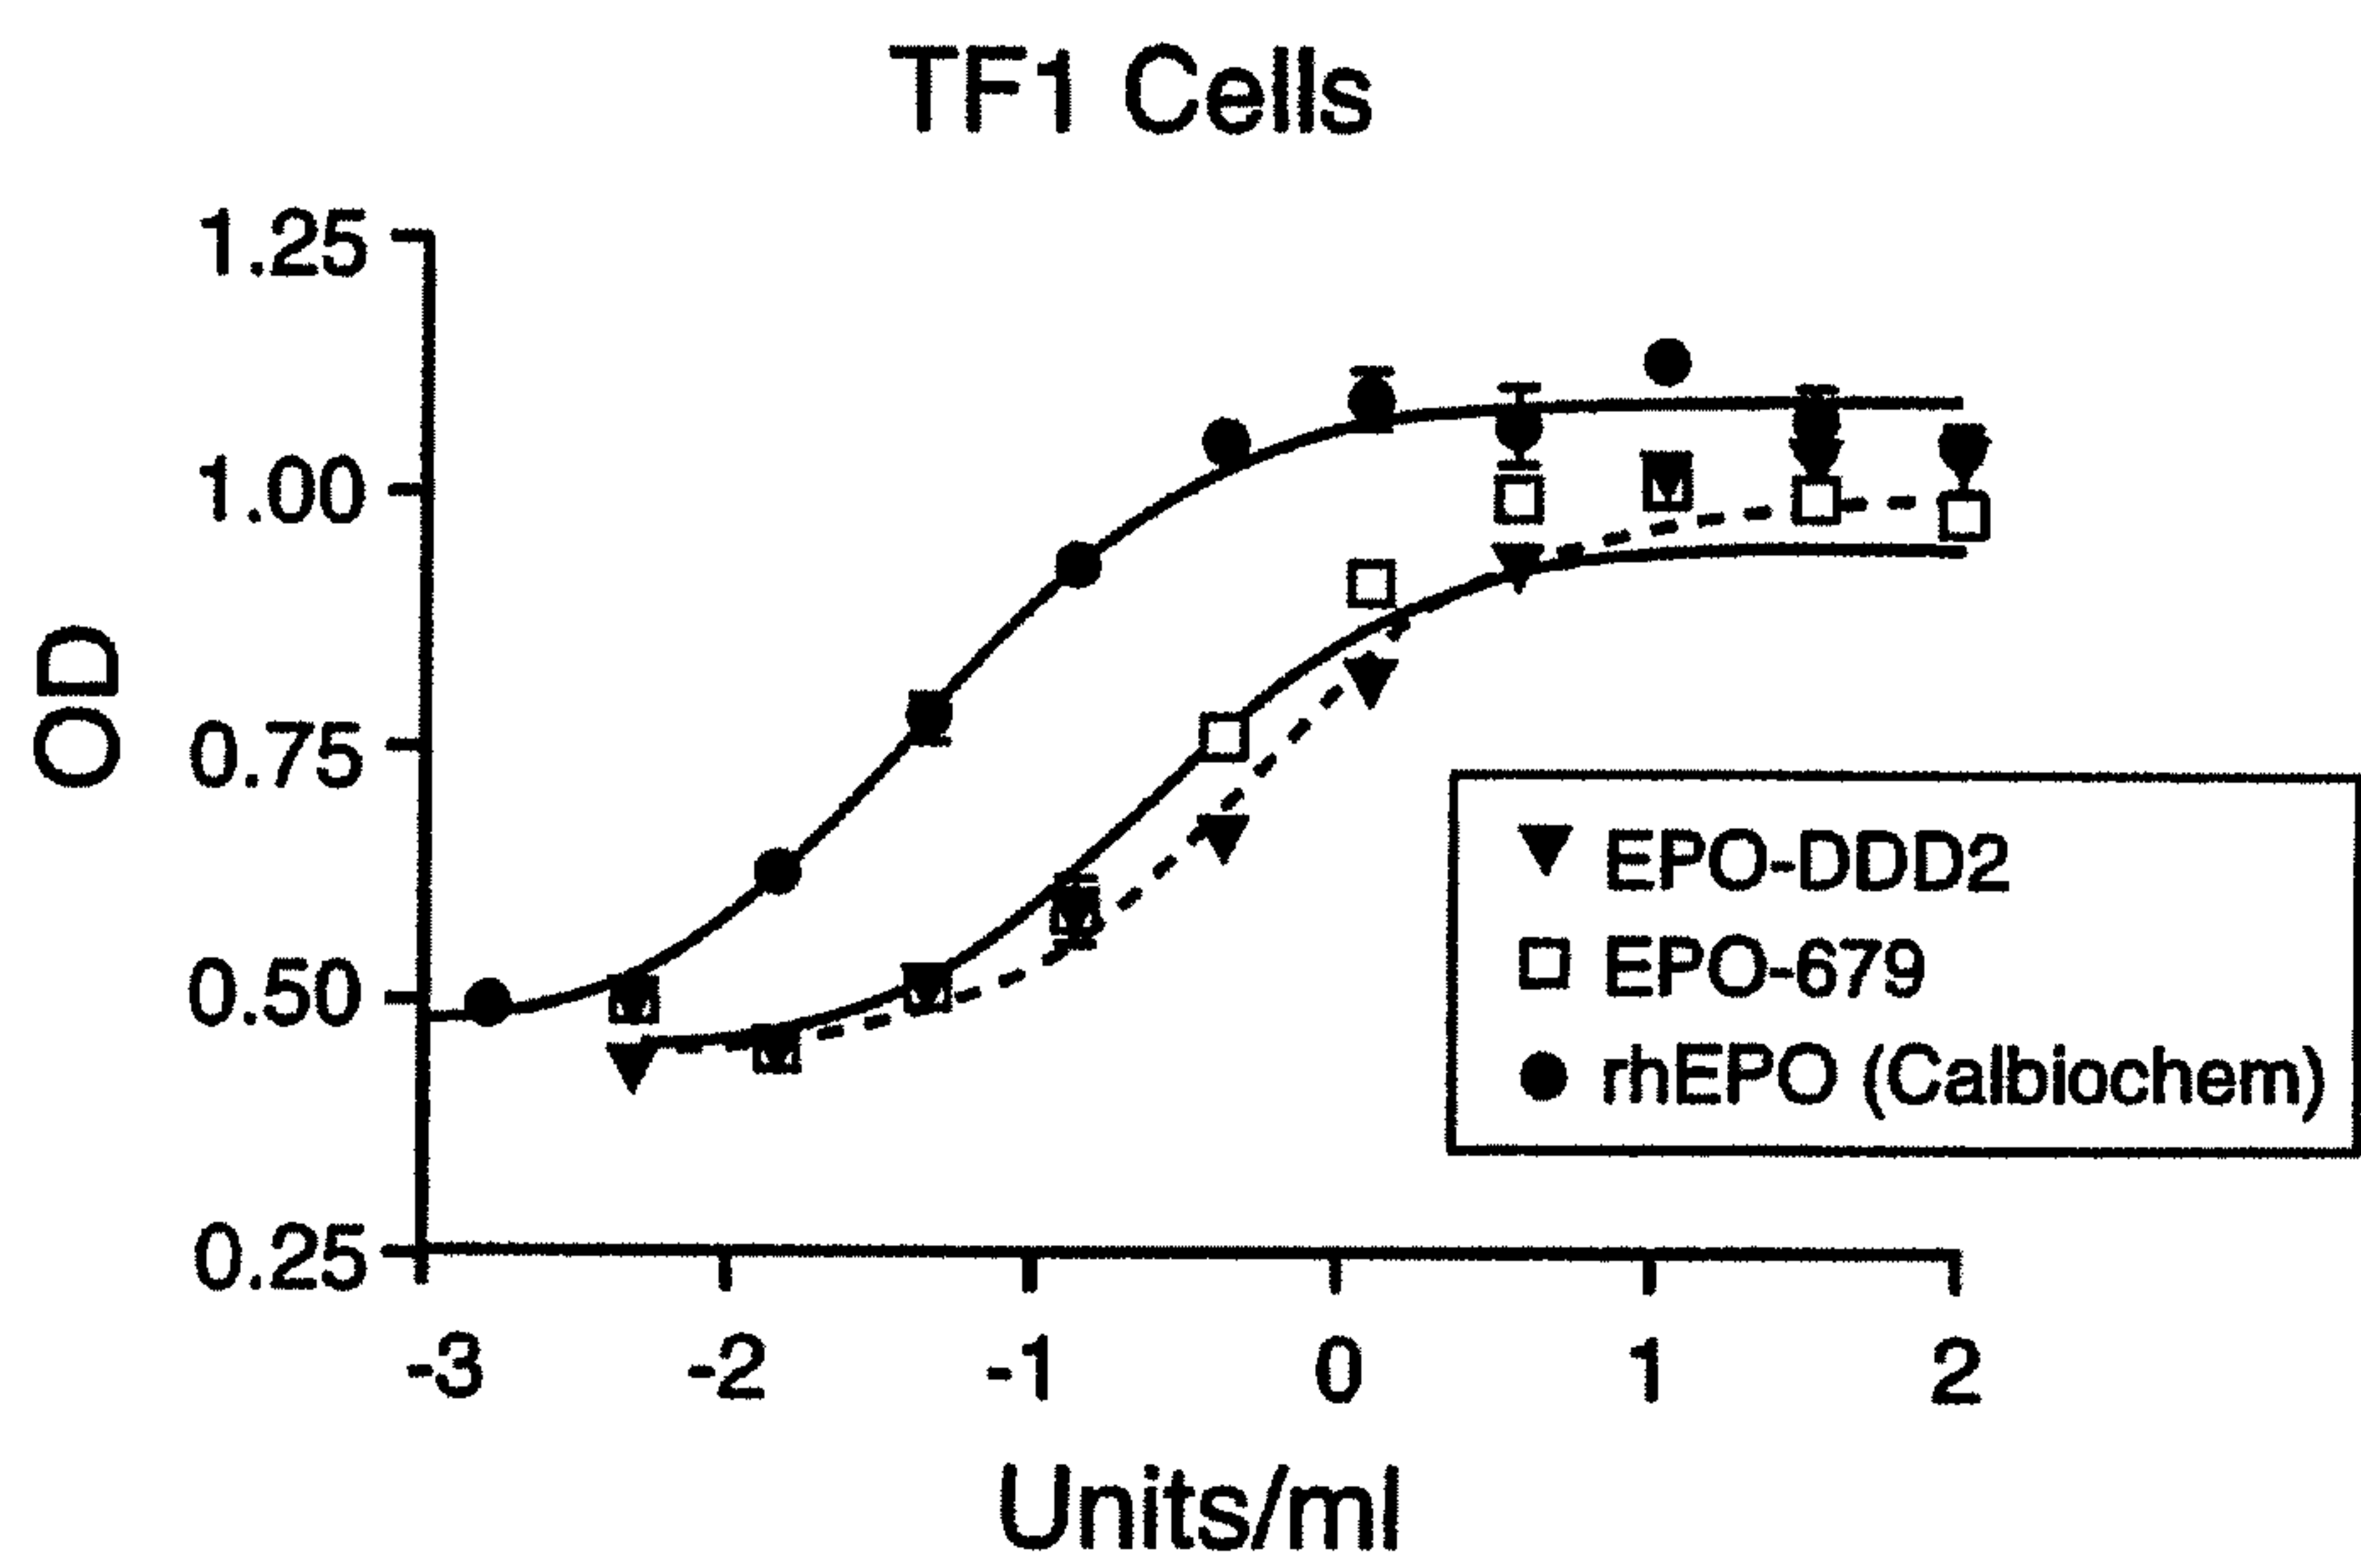 TF1 Cells
1.25
1.00
0.75
0.50
0.25
OD
-3 -2 -1 0 1 2
Units/ml
EPO-DDD2
EPO-679
rhEPO (Calbiochem)